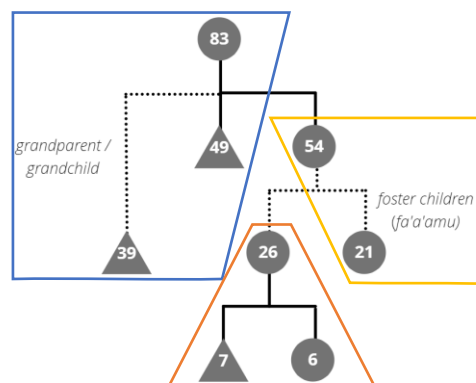 83
49
54
grandparent /
grandchild
foster children
(fa'a'amu)
39
26
21
7
6